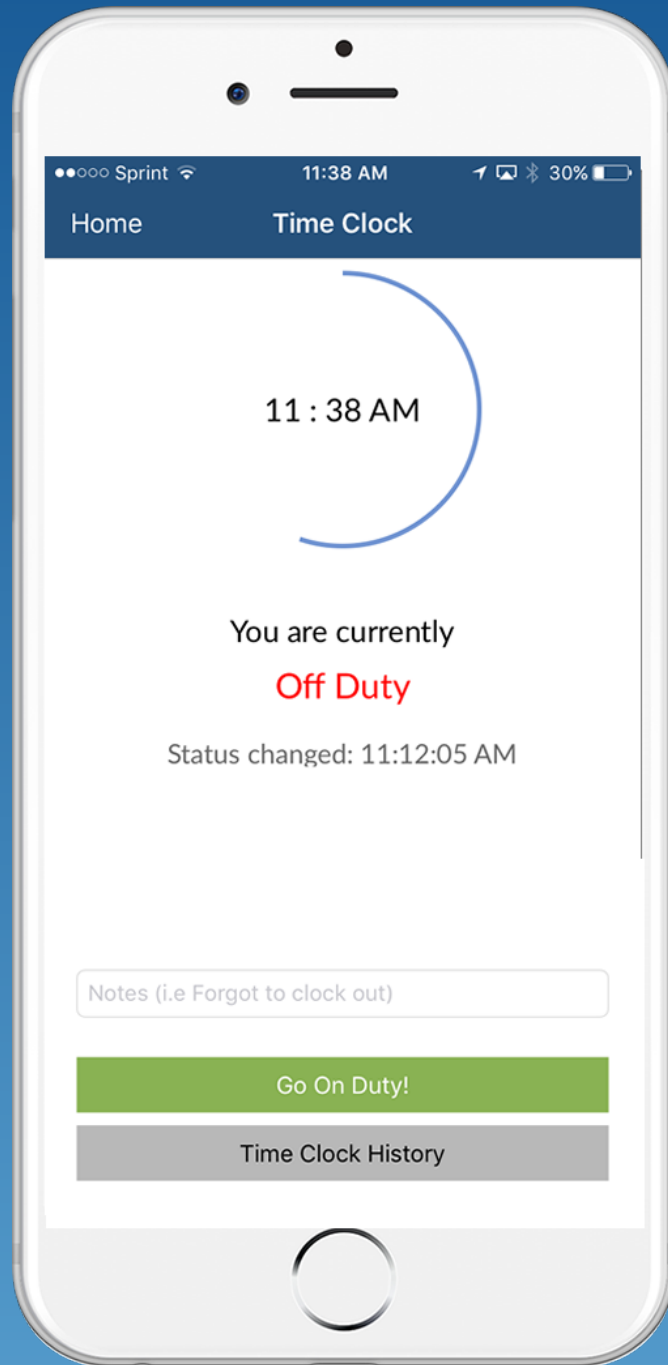 Sprint 11:38 AM 30%
Home Time Clock
11 : 38 AM
You are currently
Off Duty
Status changed: 11:12:05 AM
Notes (i.e Forgot to clock out)
Go On Duty!
Time Clock History